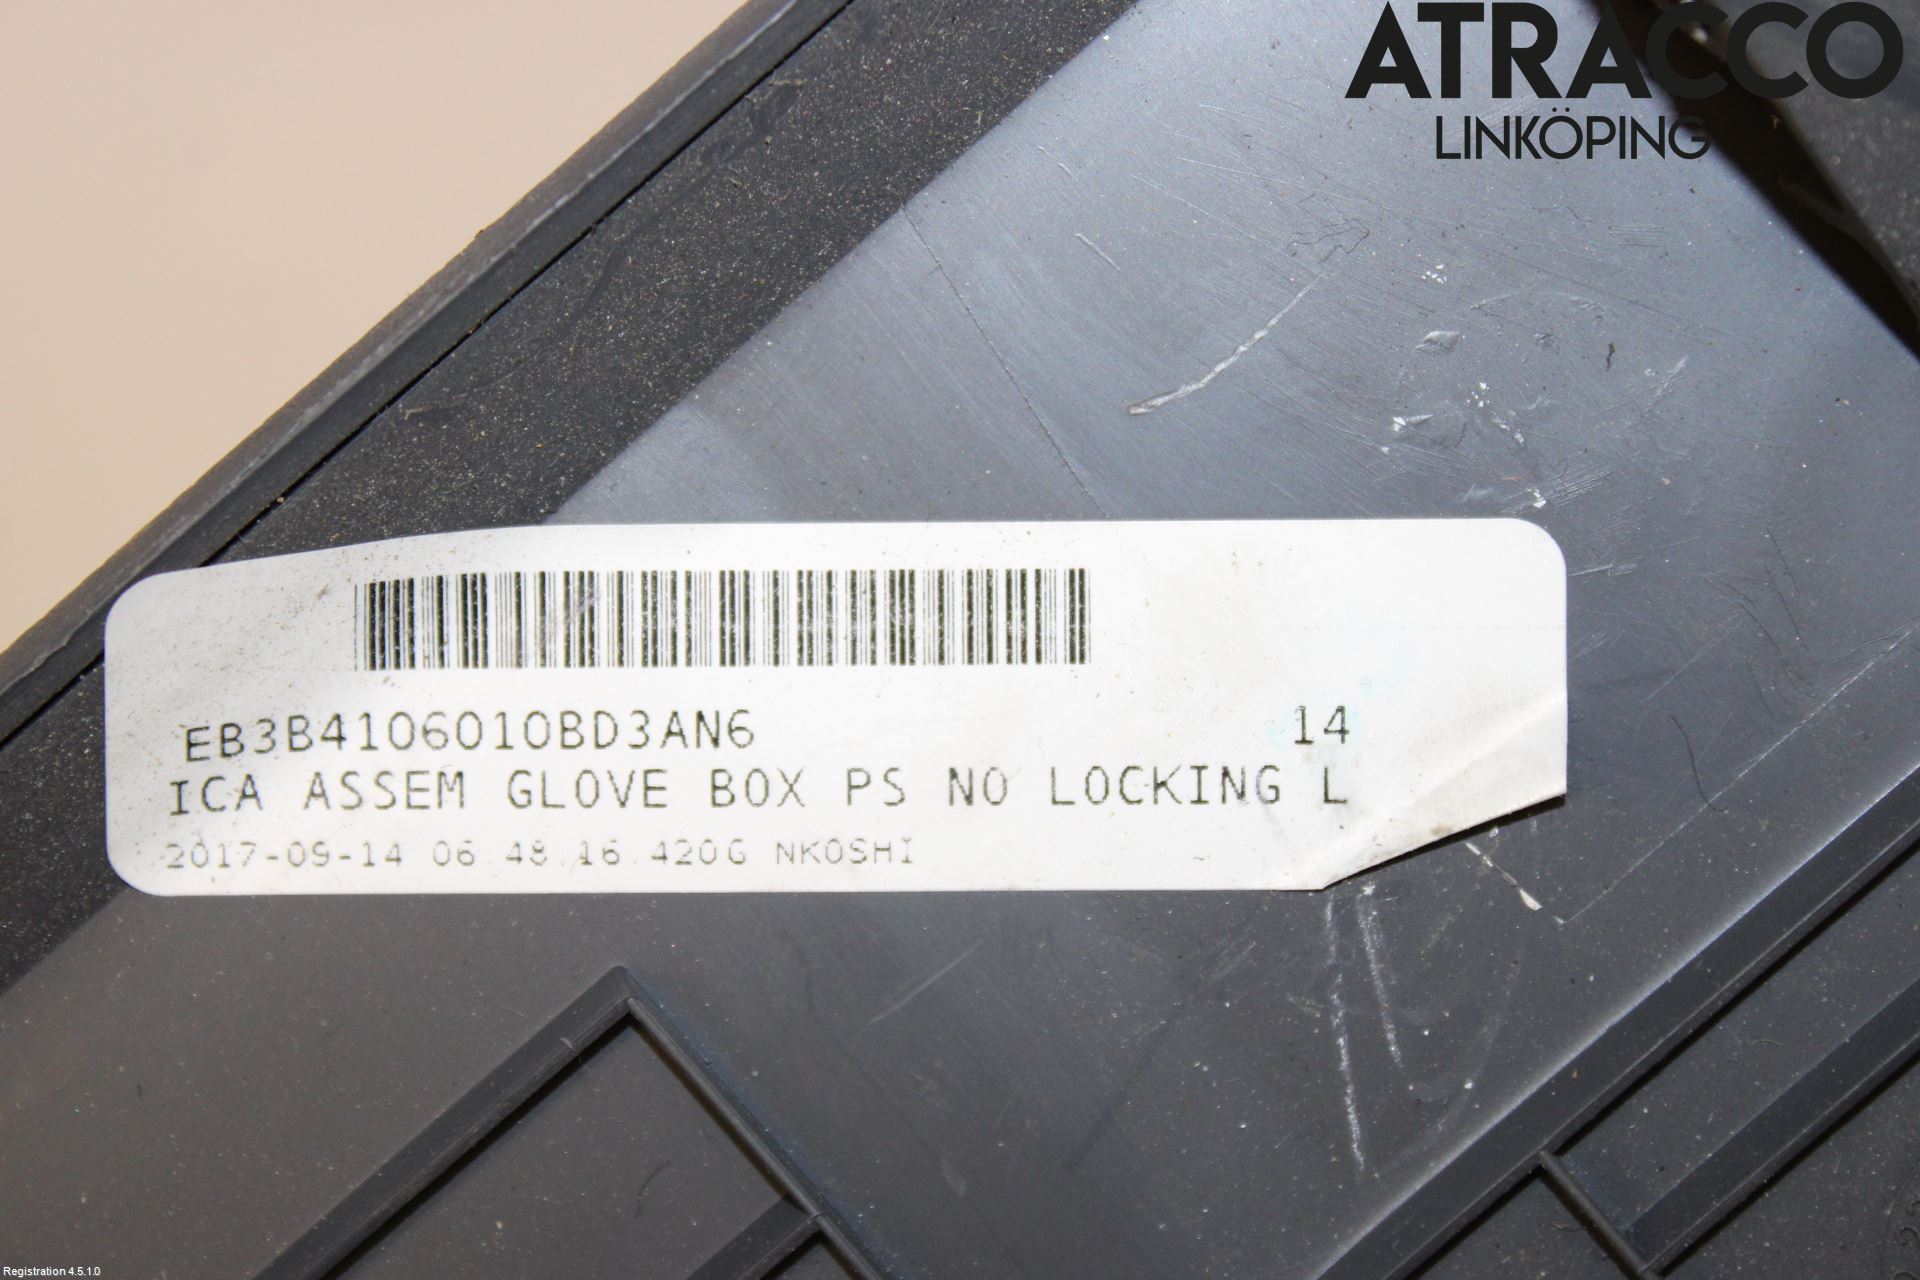 ATRACCO
LINKÖPING
EB3B4106010BD3AN6 14
ICA ASSEM GLOVE BOX PS NO LOCKING L
2017-09-14 06.48.16.420G NKOSHI
Registration 4.5.1.0